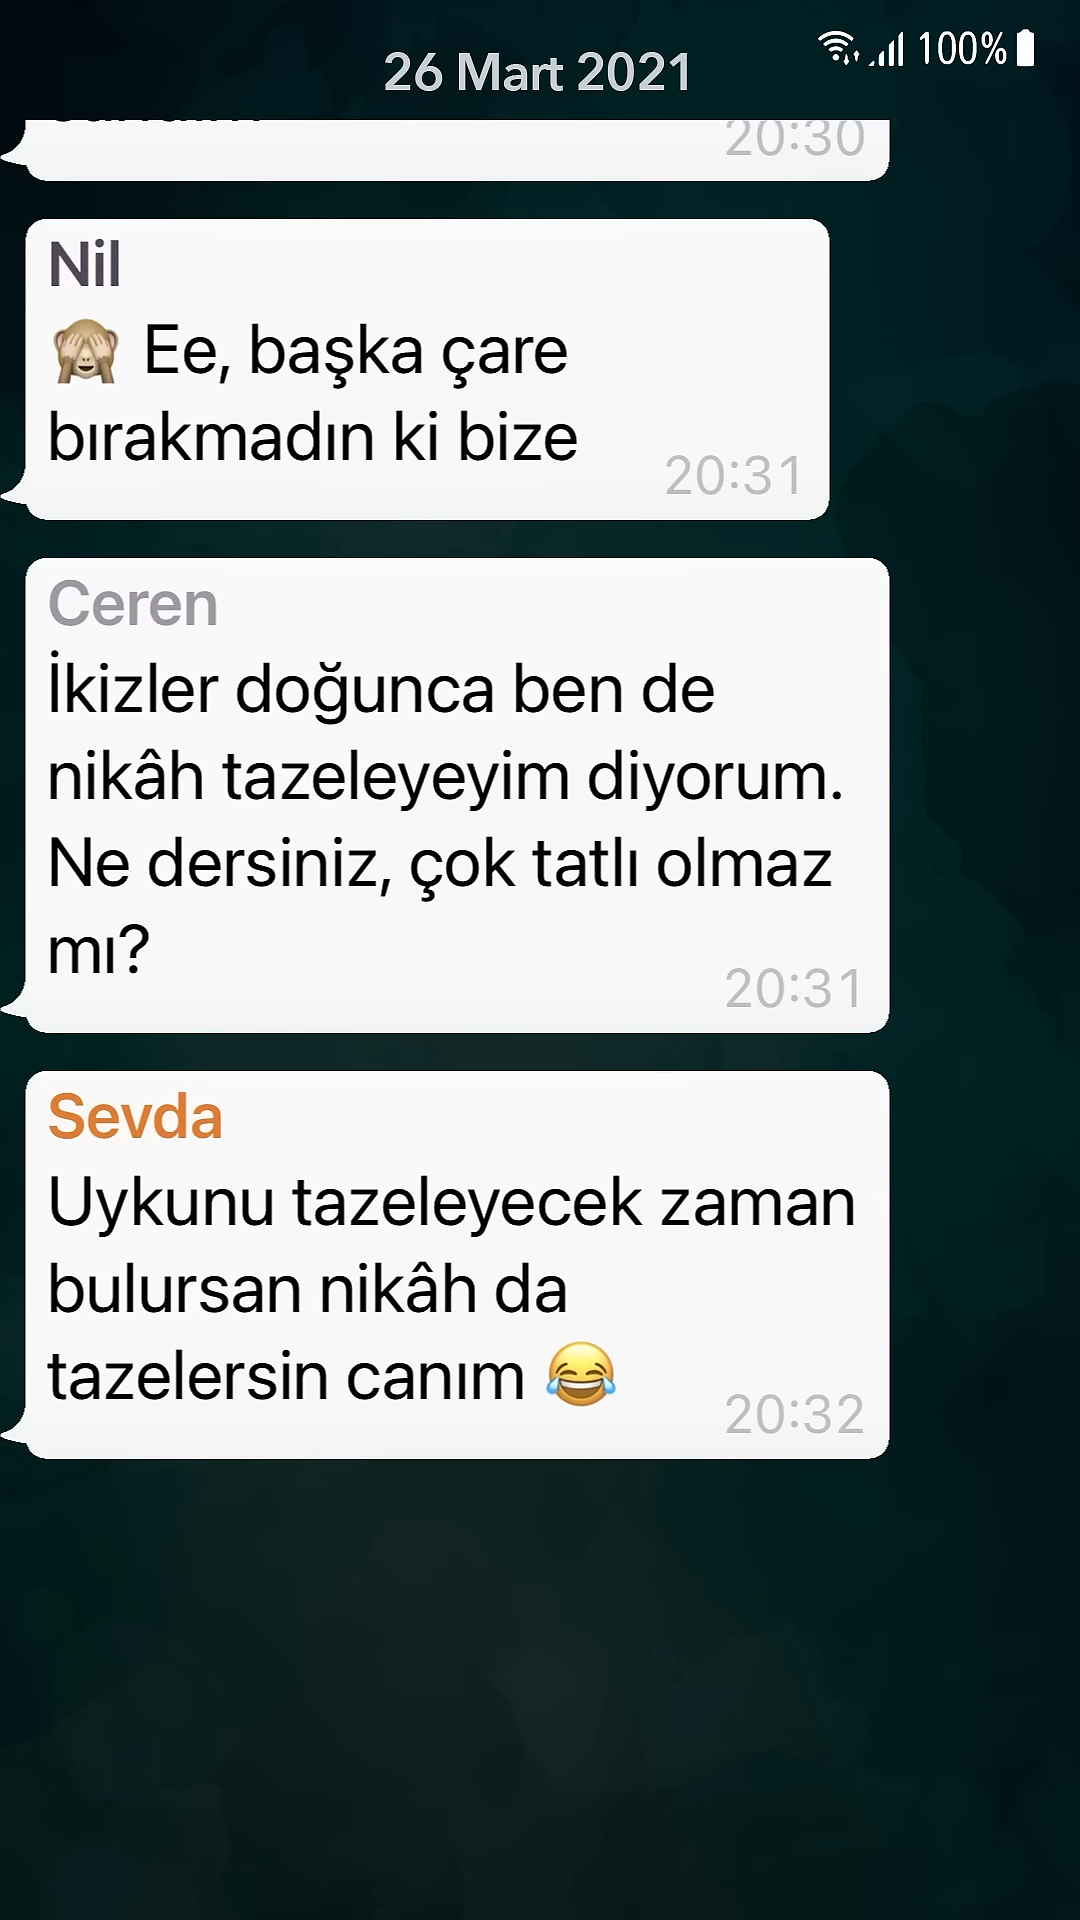 26 Mart 2021
100%
20:30
Nil
🙈 Ee, başka çare
bırakmadın ki bize
20:31
Ceren
İkizler doğunca ben de
nikâh tazeleyeyim diyorum.
Ne dersiniz, çok tatlı olmaz
mı?
20:31
Sevda
Uykunu tazeleyecek zaman
bulursan nikâh da
tazelersin canım 😂
20:32